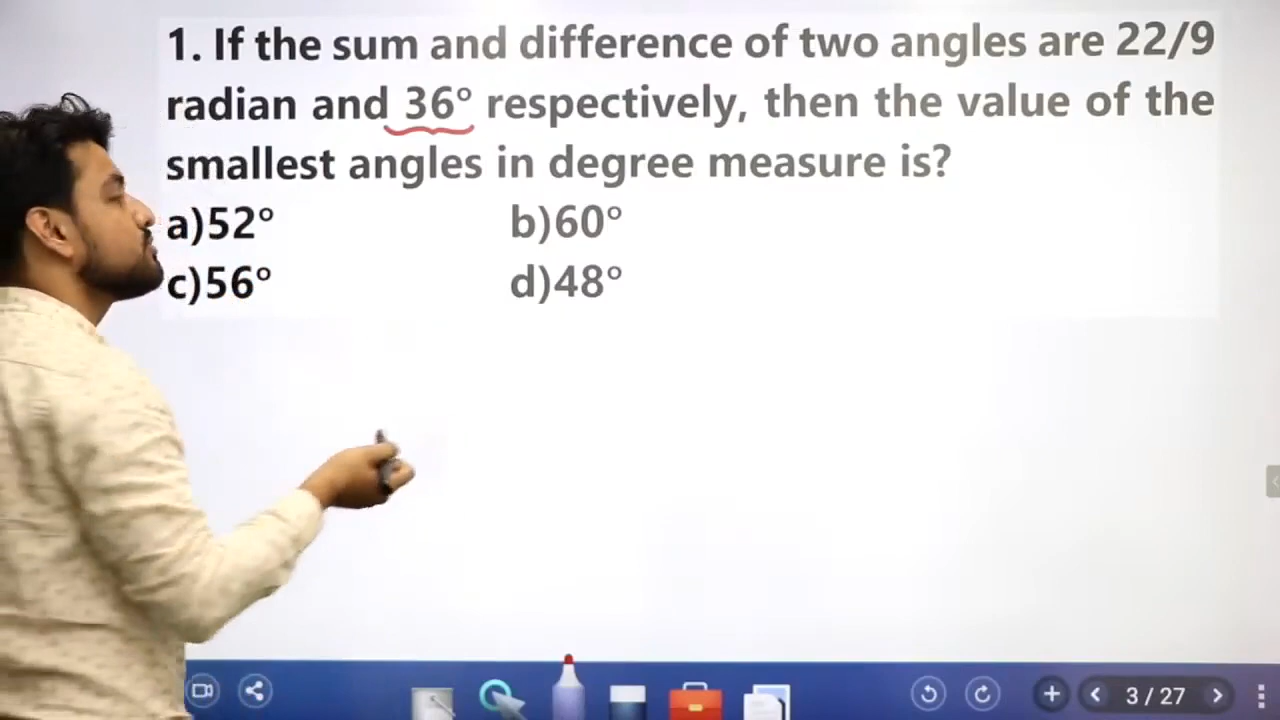 1. If the sum and difference of two angles are 22/9
radian and 36° respectively, then the value of the
smallest angles in degree measure is?
a)52° b)60°
c)56° d)48°
3 / 27